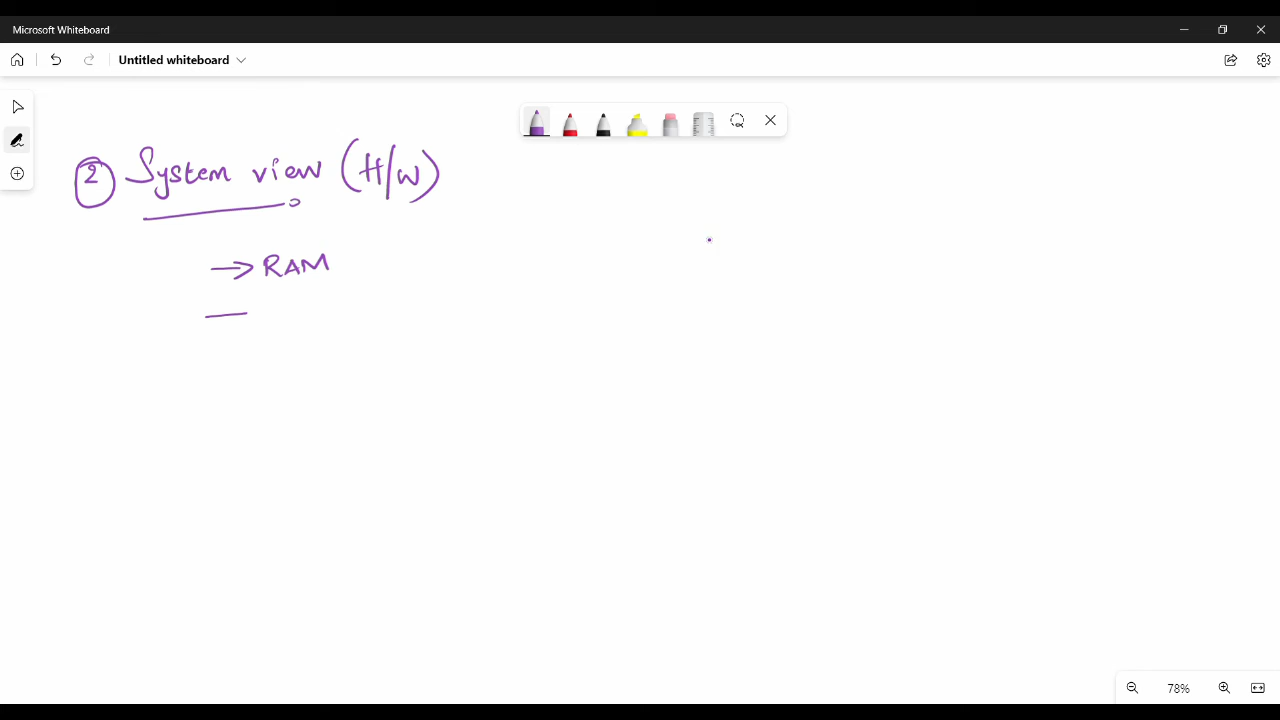 Microsoft Whiteboard
Untitled whiteboard
② System view (H/W)
→ RAM
78%